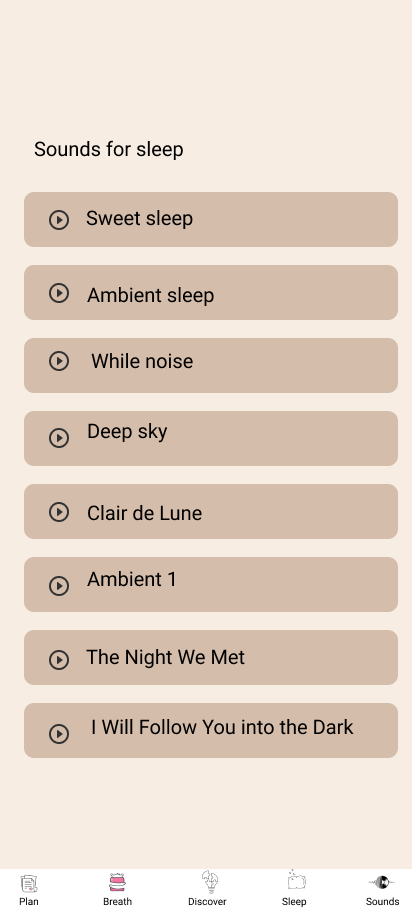 Sounds for sleep
Sweet sleep
Ambient sleep
While noise
Deep sky
Clair de Lune
Ambient 1
The Night We Met
I Will Follow You into the Dark
Plan Breath Discover Sleep Sounds